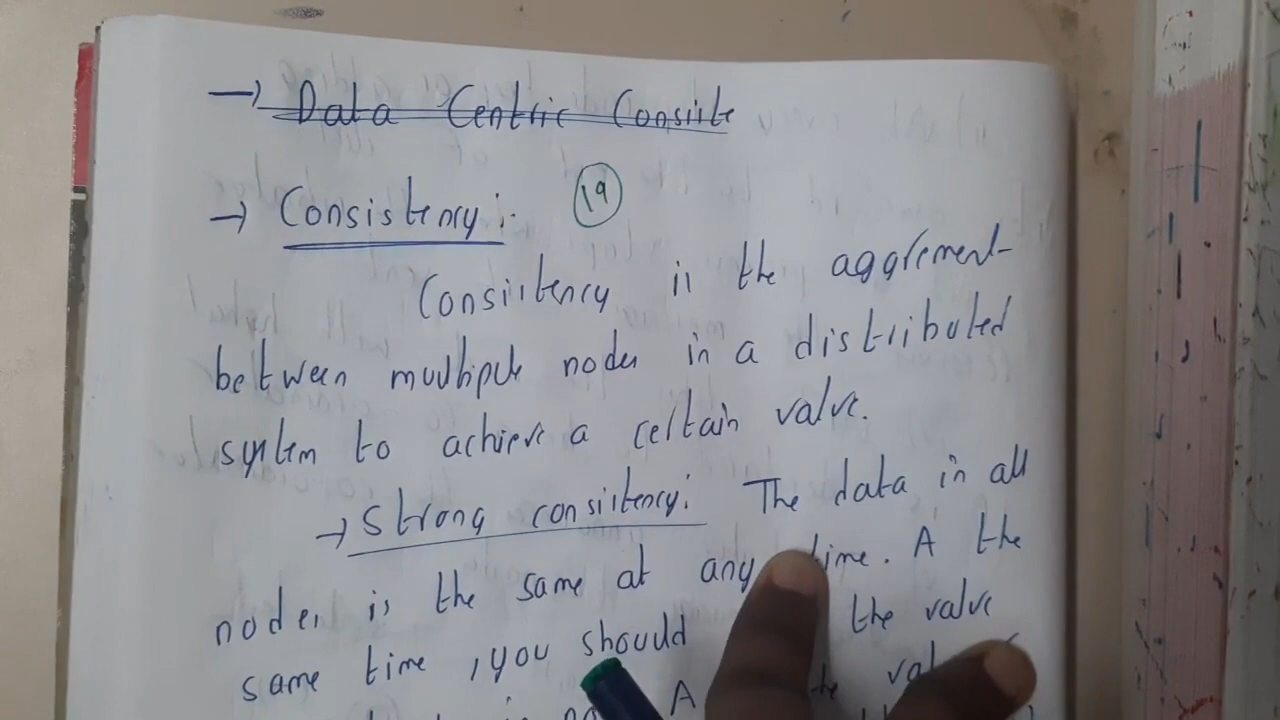 → Data Centric Consiite
→ Consistency :- 19
Consistency is the aggrement
between multiple nodes in a distributed
system to achieve a certain value.
→ Strong consistency: The data in all
nodes is the same at any time. A the
same time, you should the value
A the